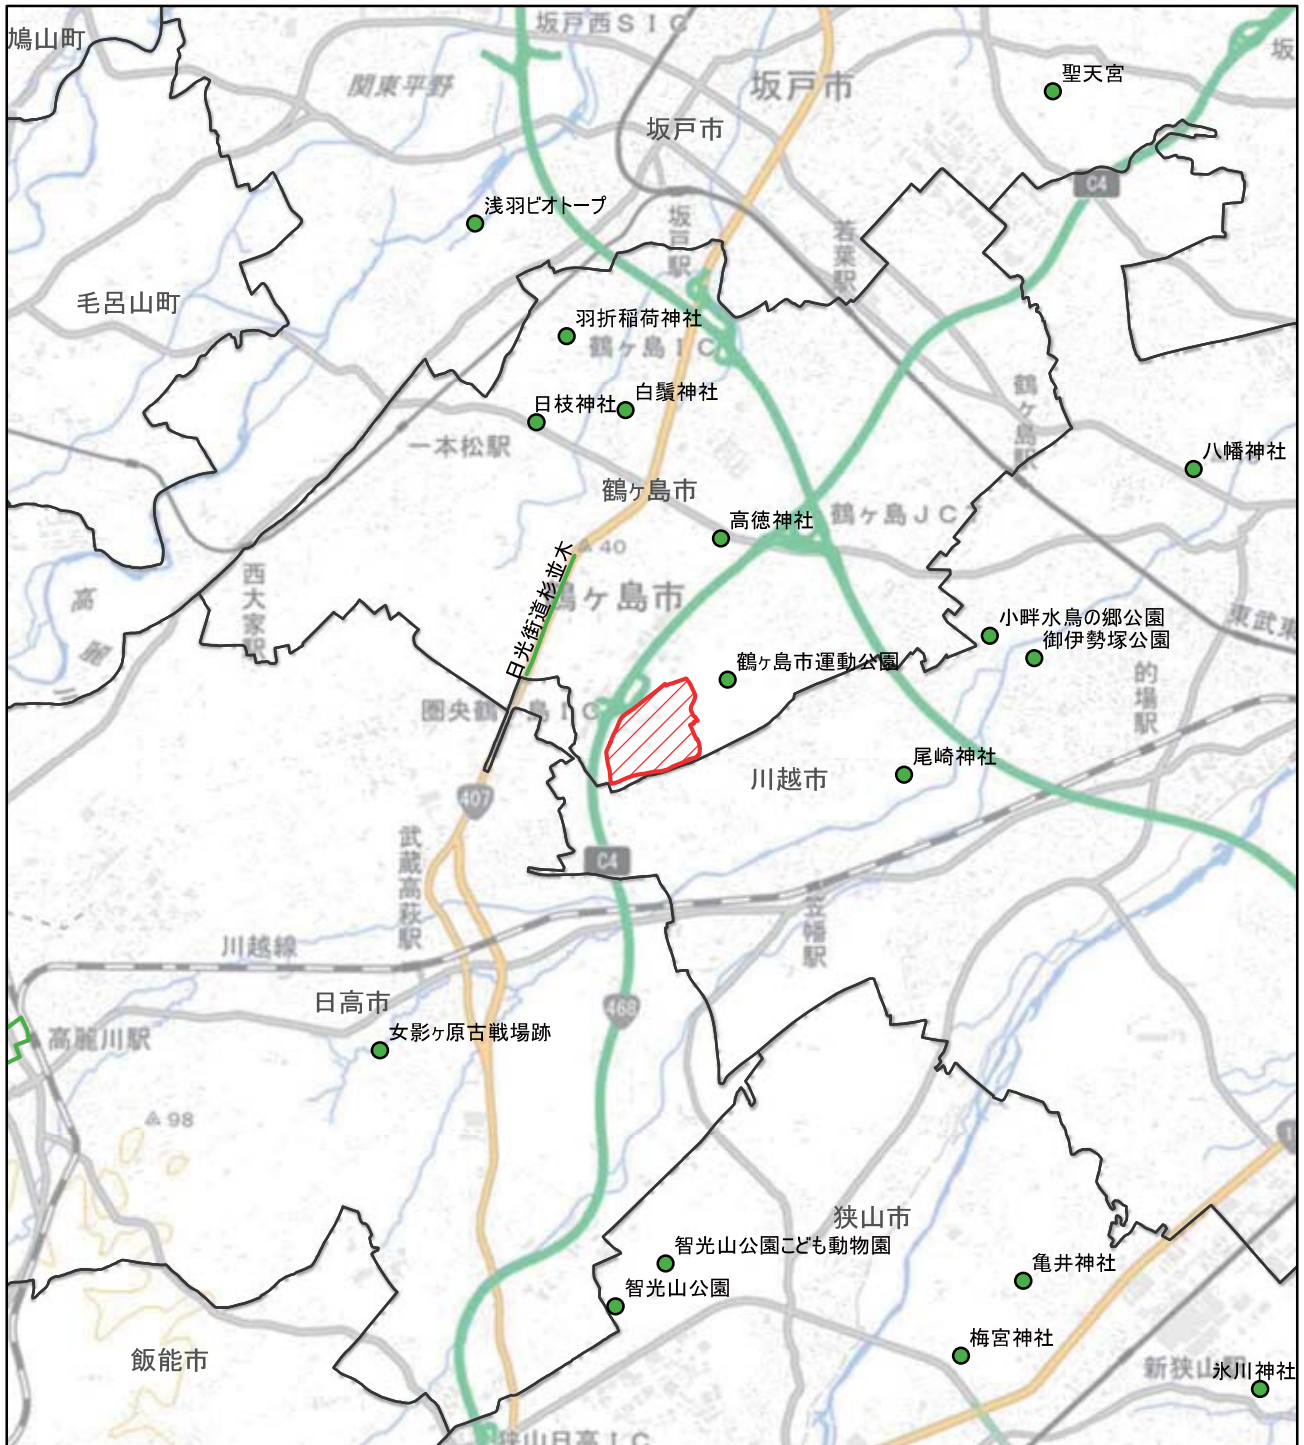 坂戸西SIC
鳩山町
坂
聖天宮
関東平野
坂戸市
坂戸市
C4
浅羽ビオトープ
坂戸駅
若葉駅
毛呂山町
羽折稲荷神社
鶴ヶ島IC
白鬚神社
日枝神社
鶴ヶ島駅
一本松駅
八幡神社
鶴ヶ島市
高徳神社
鶴ヶ島JCT
40
日光街道杉並木
西大家駅
高麗川
鶴ヶ島市
小畔水鳥の郷公園
東武東
御伊勢塚公園
鶴ヶ島市運動公園
的場駅
圏央鶴ヶ島IC
尾崎神社
川越市
407
武蔵高萩駅
C4
笠幡駅
川越線
日高市
468
女影ヶ原古戦場跡
高麗川駅
98
狭山市
智光山公園こども動物園
亀井神社
智光山公園
梅宮神社
飯能市
新狭山駅
氷川神社
狭山日高IC